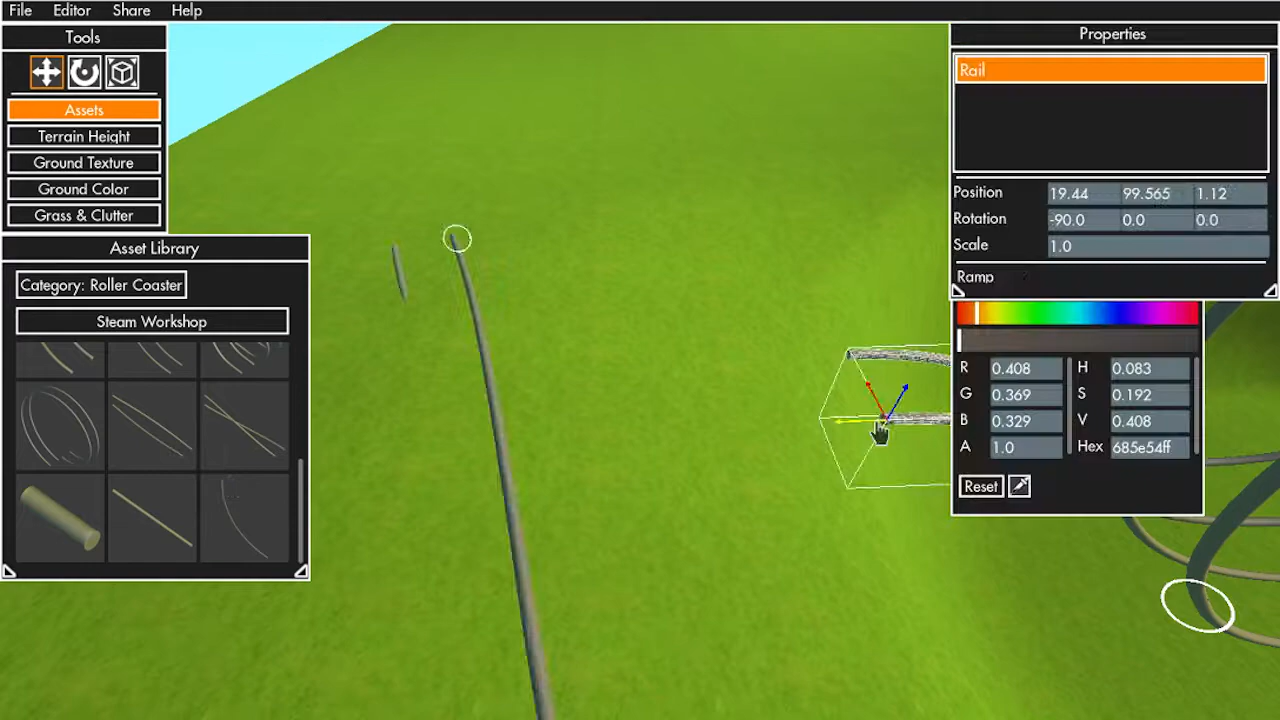 File Editor Share Help
Tools
Assets
Terrain Height
Ground Texture
Ground Color
Grass & Clutter
Asset Library
Category: Roller Coaster
Steam Workshop
Properties
Rail
Position 19.44 99.565 1.12
Rotation -90.0 0.0 0.0
Scale 1.0
Ramp
R 0.408 H 0.083
G 0.369 S 0.192
B 0.329 V 0.408
A 1.0 Hex 685e54ff
Reset